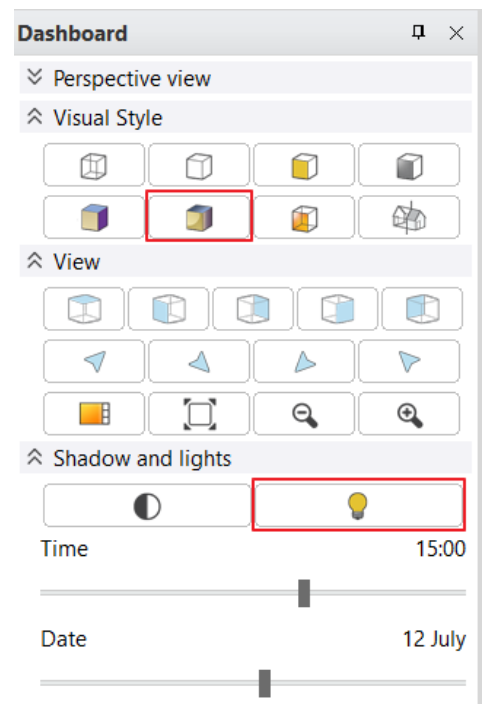 Dashboard
Perspective view
Visual Style
View
Shadow and lights
Time 15:00
Date 12 July